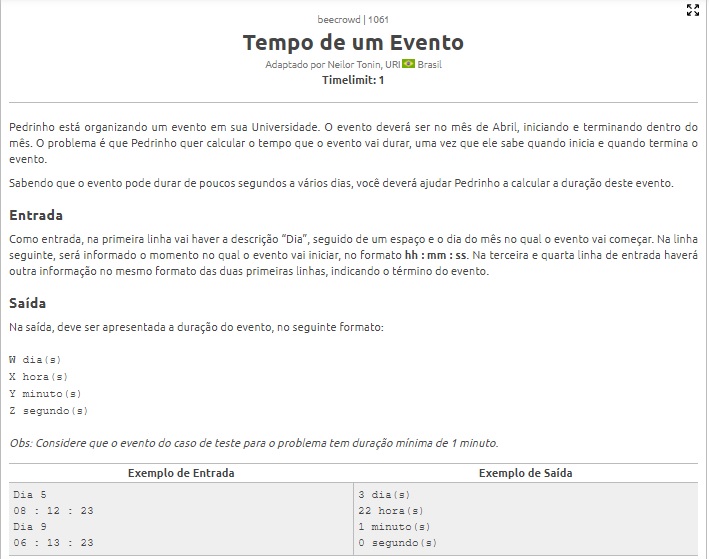 beecrowd | 1061
Tempo de um Evento
Adaptado por Neilor Tonin, URI Brasil
Timelimit: 1
Pedrinho está organizando um evento em sua Universidade. O evento deverá ser no mês de Abril, iniciando e terminando dentro do
mês. O problema é que Pedrinho quer calcular o tempo que o evento vai durar, uma vez que ele sabe quando inicia e quando termina o
evento.
Sabendo que o evento pode durar de poucos segundos a vários dias, você deverá ajudar Pedrinho a calcular a duração deste evento.
Entrada
Como entrada, na primeira linha vai haver a descrição “Dia”, seguido de um espaço e o dia do mês no qual o evento vai começar. Na linha
seguinte, será informado o momento no qual o evento vai iniciar, no formato hh : mm : ss. Na terceira e quarta linha de entrada haverá
outra informação no mesmo formato das duas primeiras linhas, indicando o término do evento.
Saída
Na saída, deve ser apresentada a duração do evento, no seguinte formato:
W dia(s)
X hora(s)
Y minuto(s)
Z segundo(s)
Obs: Considere que o evento do caso de teste para o problema tem duração mínima de 1 minuto.
Exemplo de Entrada
Dia 5
08 : 12 : 23
Dia 9
06 : 13 : 23
Exemplo de Saída
3 dia(s)
22 hora(s)
1 minuto(s)
0 segundo(s)